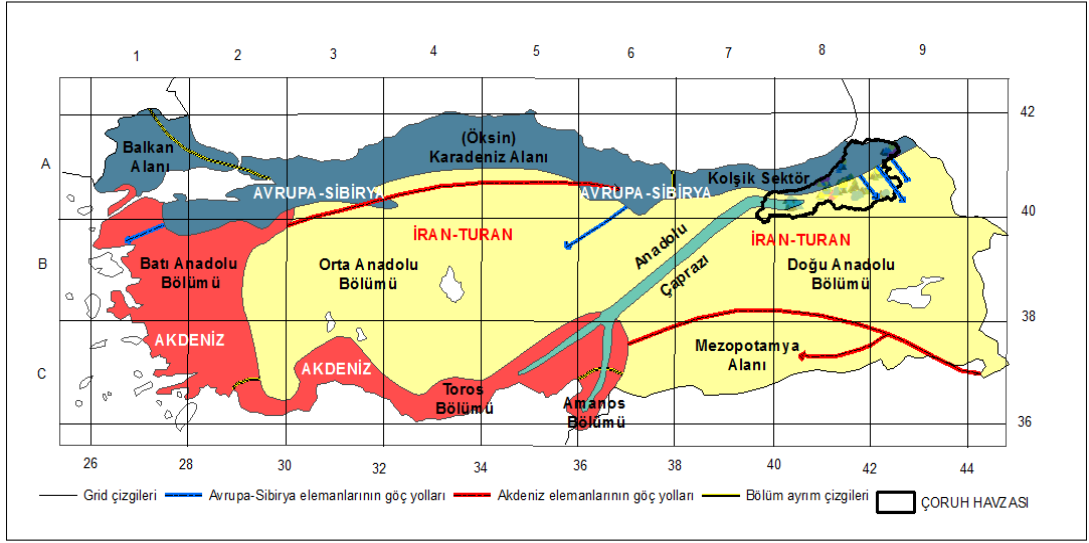 1 2 3 4 5 6 7 8 9
42
A
Balkan
Alanı
(Öksin)
Karadeniz Alanı
Kolşik Sektör
AVRUPA-SİBİRYA
AVRUPA-SİBİRYA
40
İRAN-TURAN
İRAN-TURAN
Anadolu
Çaprazı
B
Batı Anadolu
Bölümü
Orta Anadolu
Bölümü
Doğu Anadolu
Bölümü
38
AKDENİZ
AKDENİZ
Mezopotamya
Alanı
C
Toros
Bölümü
Amanos
Bölümü
36
26 28 30 32 34 36 38 40 42 44
Grid çizgileri
Avrupa-Sibirya elemanlarının göç yolları
Akdeniz elemanlarının göç yolları
Bölüm ayrım çizgileri
ÇORUH HAVZASI